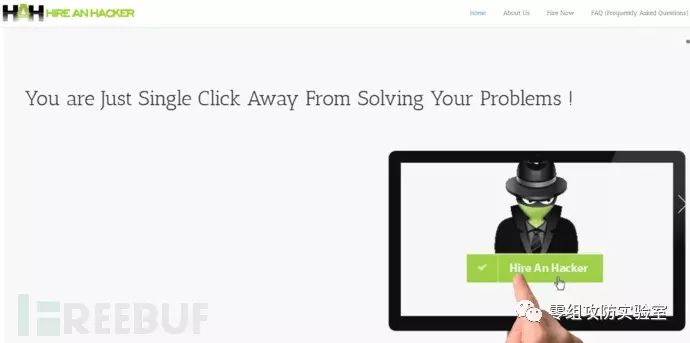 HAH HIRE AN HACKER
Home About Us Hire Now FAQ (Frequently Asked Questions)
You are Just Single Click Away From Solving Your Problems !
Hire An Hacker
FREEBUF
零组攻防实验室